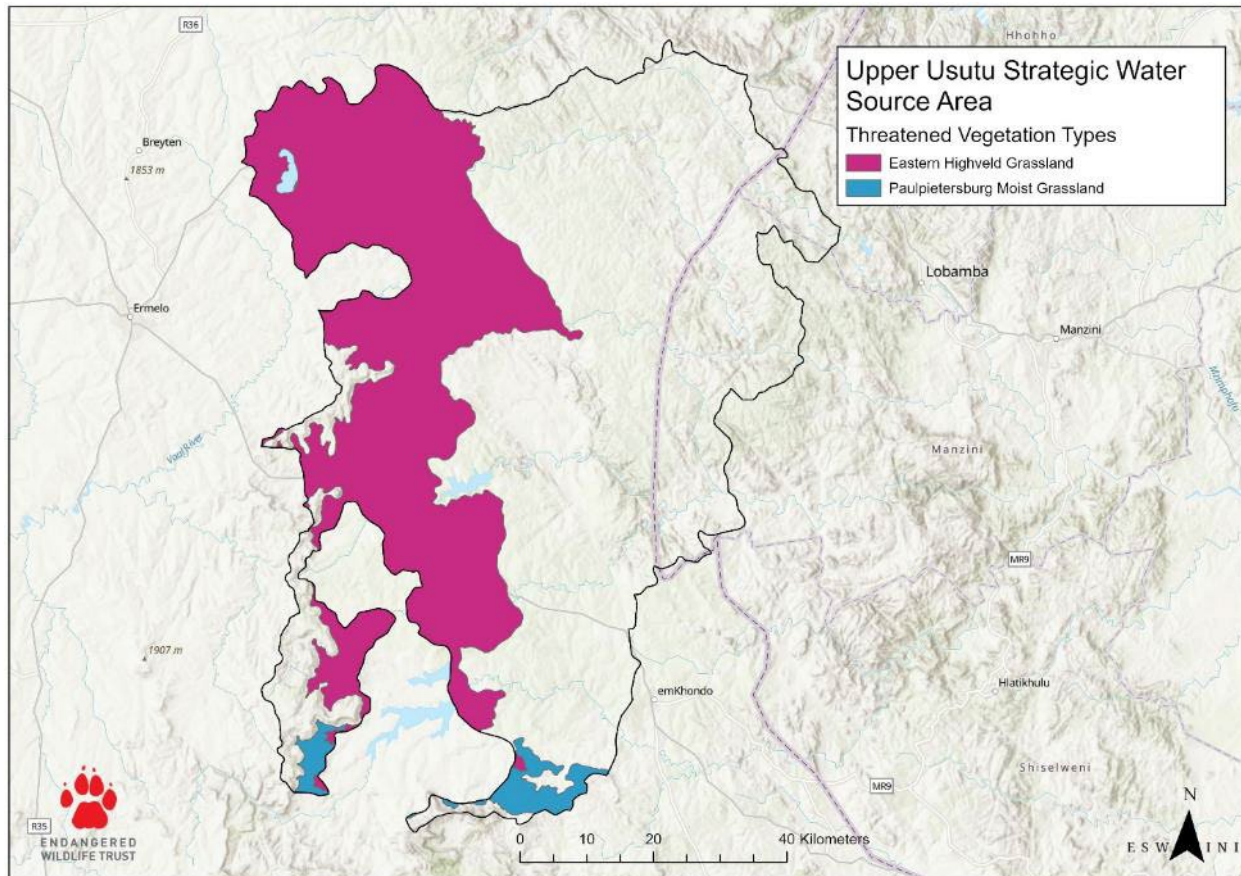 R36
Hhohho
Upper Usutu Strategic Water
Source Area
Threatened Vegetation Types
Eastern Highveld Grassland
Paulpietersburg Moist Grassland
Breyten
1853 m
Lobamba
Ermelo
Manzini
Vaal River
Manzini
MR9
1907 m
emKhondo
Hlatikhulu
Shiselweni
MR9
R35
ENDANGERED
WILDLIFE TRUST
0 10 20 40 Kilometers
N